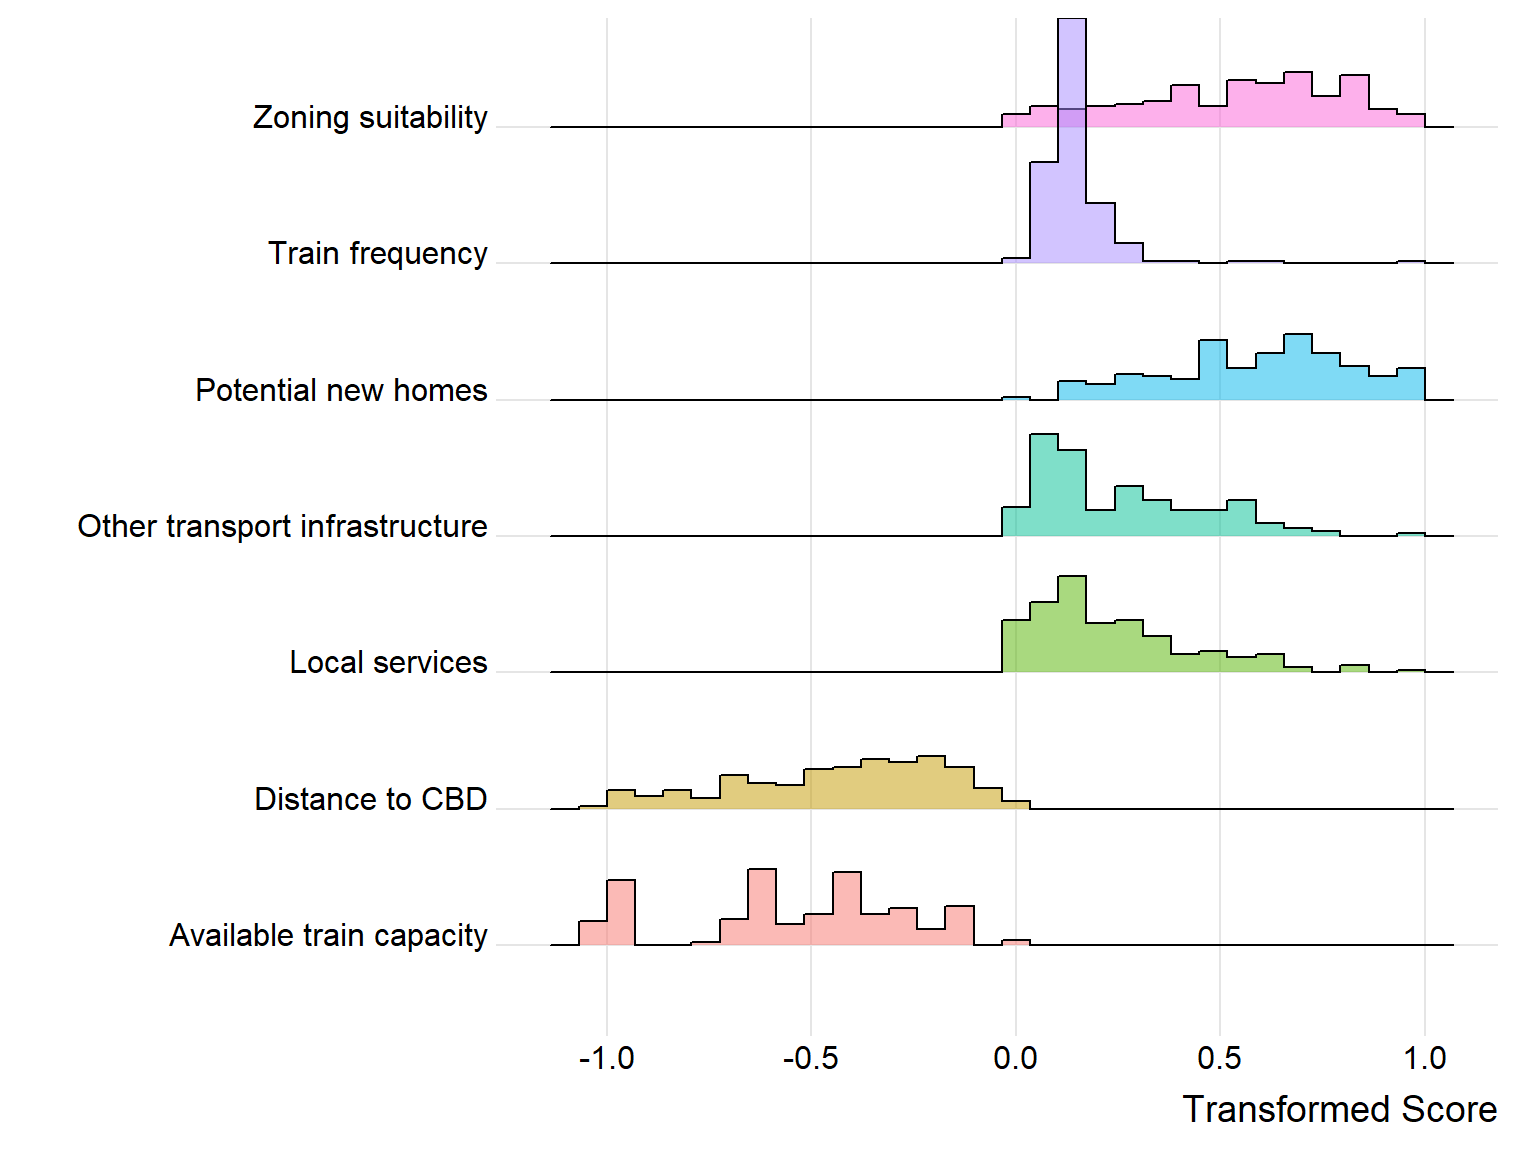 Zoning suitability
Train frequency
Potential new homes
Other transport infrastructure
Local services
Distance to CBD
Available train capacity
-1.0 -0.5 0.0 0.5 1.0
Transformed Score